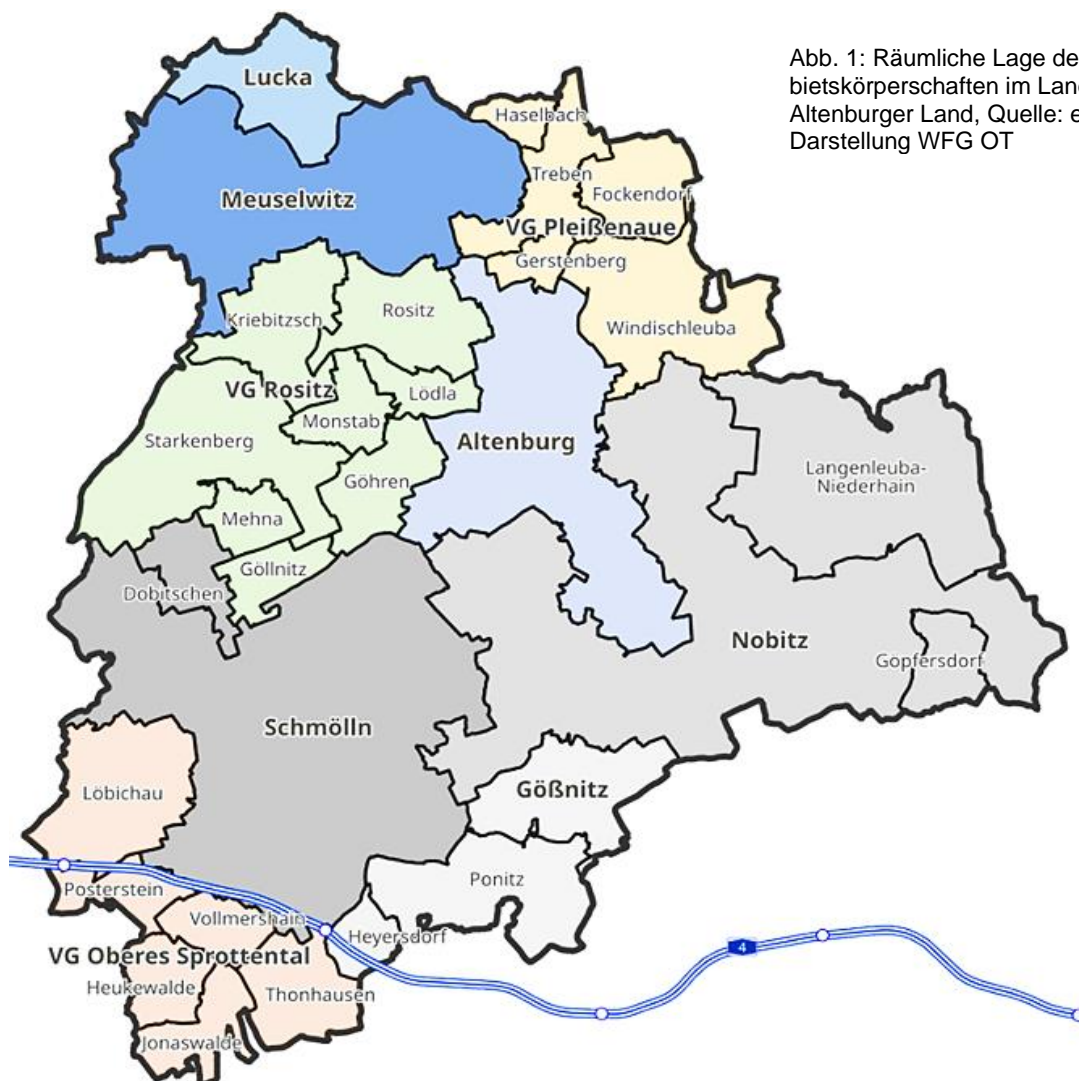 Abb. 1: Räumliche Lage de
bietskörperschaften im Land
Altenburger Land, Quelle: e
Darstellung WFG OT
Lucka
Haselbach
Treben
Fockendorf
Meuselwitz
VG Pleißenaue
Gerstenberg
Kriebitzsch
Rositz
Windischleuba
VG Rositz
Lödla
Monstab
Starkenberg
Altenburg
Langenleuba-
Niederhain
Göhren
Mehna
Göllnitz
Dobitschen
Nobitz
Göpfersdorf
Schmölln
Gößnitz
Löbichau
Ponitz
Posterstein
Vollmershain
Heyersdorf
4
VG Oberes Sprottental
Heukewalde
Thonhausen
Jonaswalde